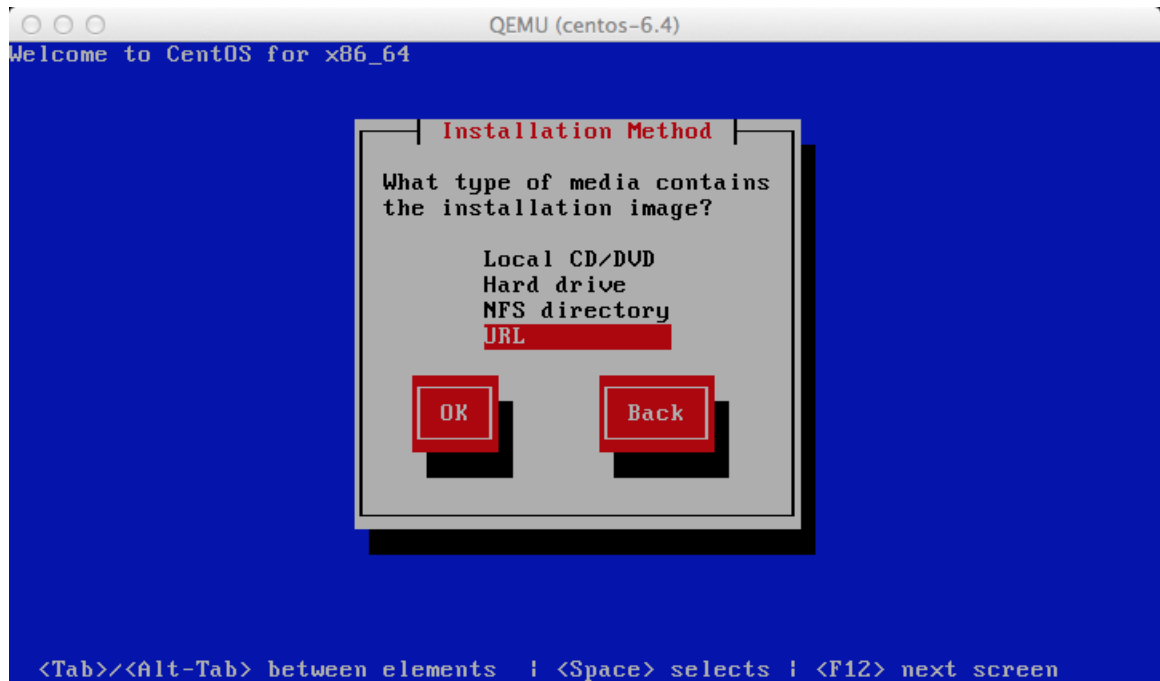 QEMU (centos-6.4)
Welcome to CentOS for x86_64
Installation Method
What type of media contains
the installation image?
Local CD/DVD
Hard drive
NFS directory
URL
OK Back
<Tab>/<Alt-Tab> between elements | <Space> selects | <F12> next screen